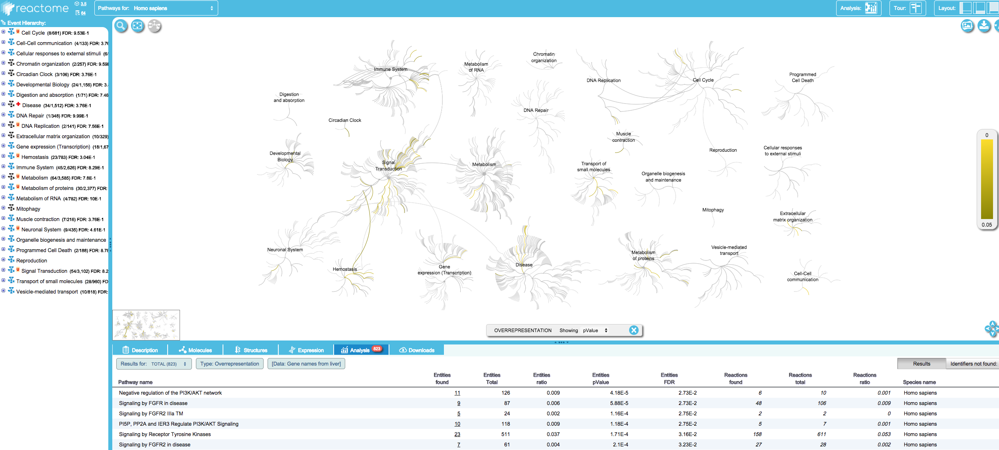 reactome
3.5
64
Pathways for: Homo sapiens
Analysis:
Tour:
Layout:
Event Hierarchy:
U Cell Cycle (8/681) FDR: 9.53E-1
Cell-Cell communication (4/133) FDR: 3.76
Cellular responses to external stimuli (6/
Chromatin organization (2/257) FDR: 9.59E
Circadian Clock (3/106) FDR: 3.76E-1
Developmental Biology (24/1,156) FDR: 3.
Digestion and absorption (1/71) FDR: 7.46
Disease (34/1,512) FDR: 3.76E-1
DNA Repair (1/348) FDR: 9.99E-1
U DNA Replication (2/141) FDR: 7.56E-1
Extracellular matrix organization (10/329)
Gene expression (Transcription) (18/1,67
U Hemostasis (23/783) FDR: 3.04E-1
Immune System (45/2,626) FDR: 8.29E-1
U Metabolism (64/3,585) FDR: 7.8E-1
U Metabolism of proteins (30/2,377) FDR:
Metabolism of RNA (4/782) FDR: 10E-1
Mitophagy
Muscle contraction (7/216) FDR: 3.76E-1
U Neuronal System (9/435) FDR: 4.61E-1
Organelle biogenesis and maintenance
Programmed Cell Death (2/188) FDR: 8.78
Reproduction
U Signal Transduction (54/3,102) FDR: 8.2
Transport of small molecules (28/960) FD
Vesicle-mediated transport (10/818) FDR:
Immune System
Metabolism
of RNA
Chromatin
organization
DNA Replication
Cell Cycle
Programmed
Cell Death
Digestion
and absorption
DNA Repair
Circadian Clock
Muscle
contraction
Reproduction
Cellular responses
to external stimuli
Developmental
Biology
Signal
Transduction
Metabolism
Transport of
small molecules
Organelle biogenesis
and maintenance
Mitophagy
Extracellular
matrix organization
Neuronal System
Hemostasis
Gene
expression (Transcription)
Disease
Metabolism
of proteins
Vesicle-mediated
transport
Cell-Cell
communication
0
0.05
OVERREPRESENTATION Showing pValue
Description Molecules Structures Expression Analysis 823 Downloads
Results for: TOTAL (823) Type: Overrepresentation [Data: Gene names from liver]
Results Identifiers not found:
Pathway name Entities found Entities Total Entities ratio Entities pValue Entities FDR Reactions found Reactions total Reactions ratio Species name
Negative regulation of the PI3K/AKT network 11 126 0.009 4.18E-5 2.73E-2 6 10 0.001 Homo sapiens
Signaling by FGFR in disease 9 87 0.006 5.88E-5 2.73E-2 48 106 0.009 Homo sapiens
Signaling by FGFR2 IIIa TM 5 24 0.002 1.16E-4 2.75E-2 2 2 0 Homo sapiens
PI5P, PP2A and IER3 Regulate PI3K/AKT Signaling 10 118 0.009 1.18E-4 2.75E-2 5 7 0.001 Homo sapiens
Signaling by Receptor Tyrosine Kinases 23 511 0.037 1.71E-4 3.16E-2 158 611 0.053 Homo sapiens
Signaling by FGFR2 in disease 7 61 0.004 2.1E-4 3.23E-2 27 28 0.002 Homo sapiens